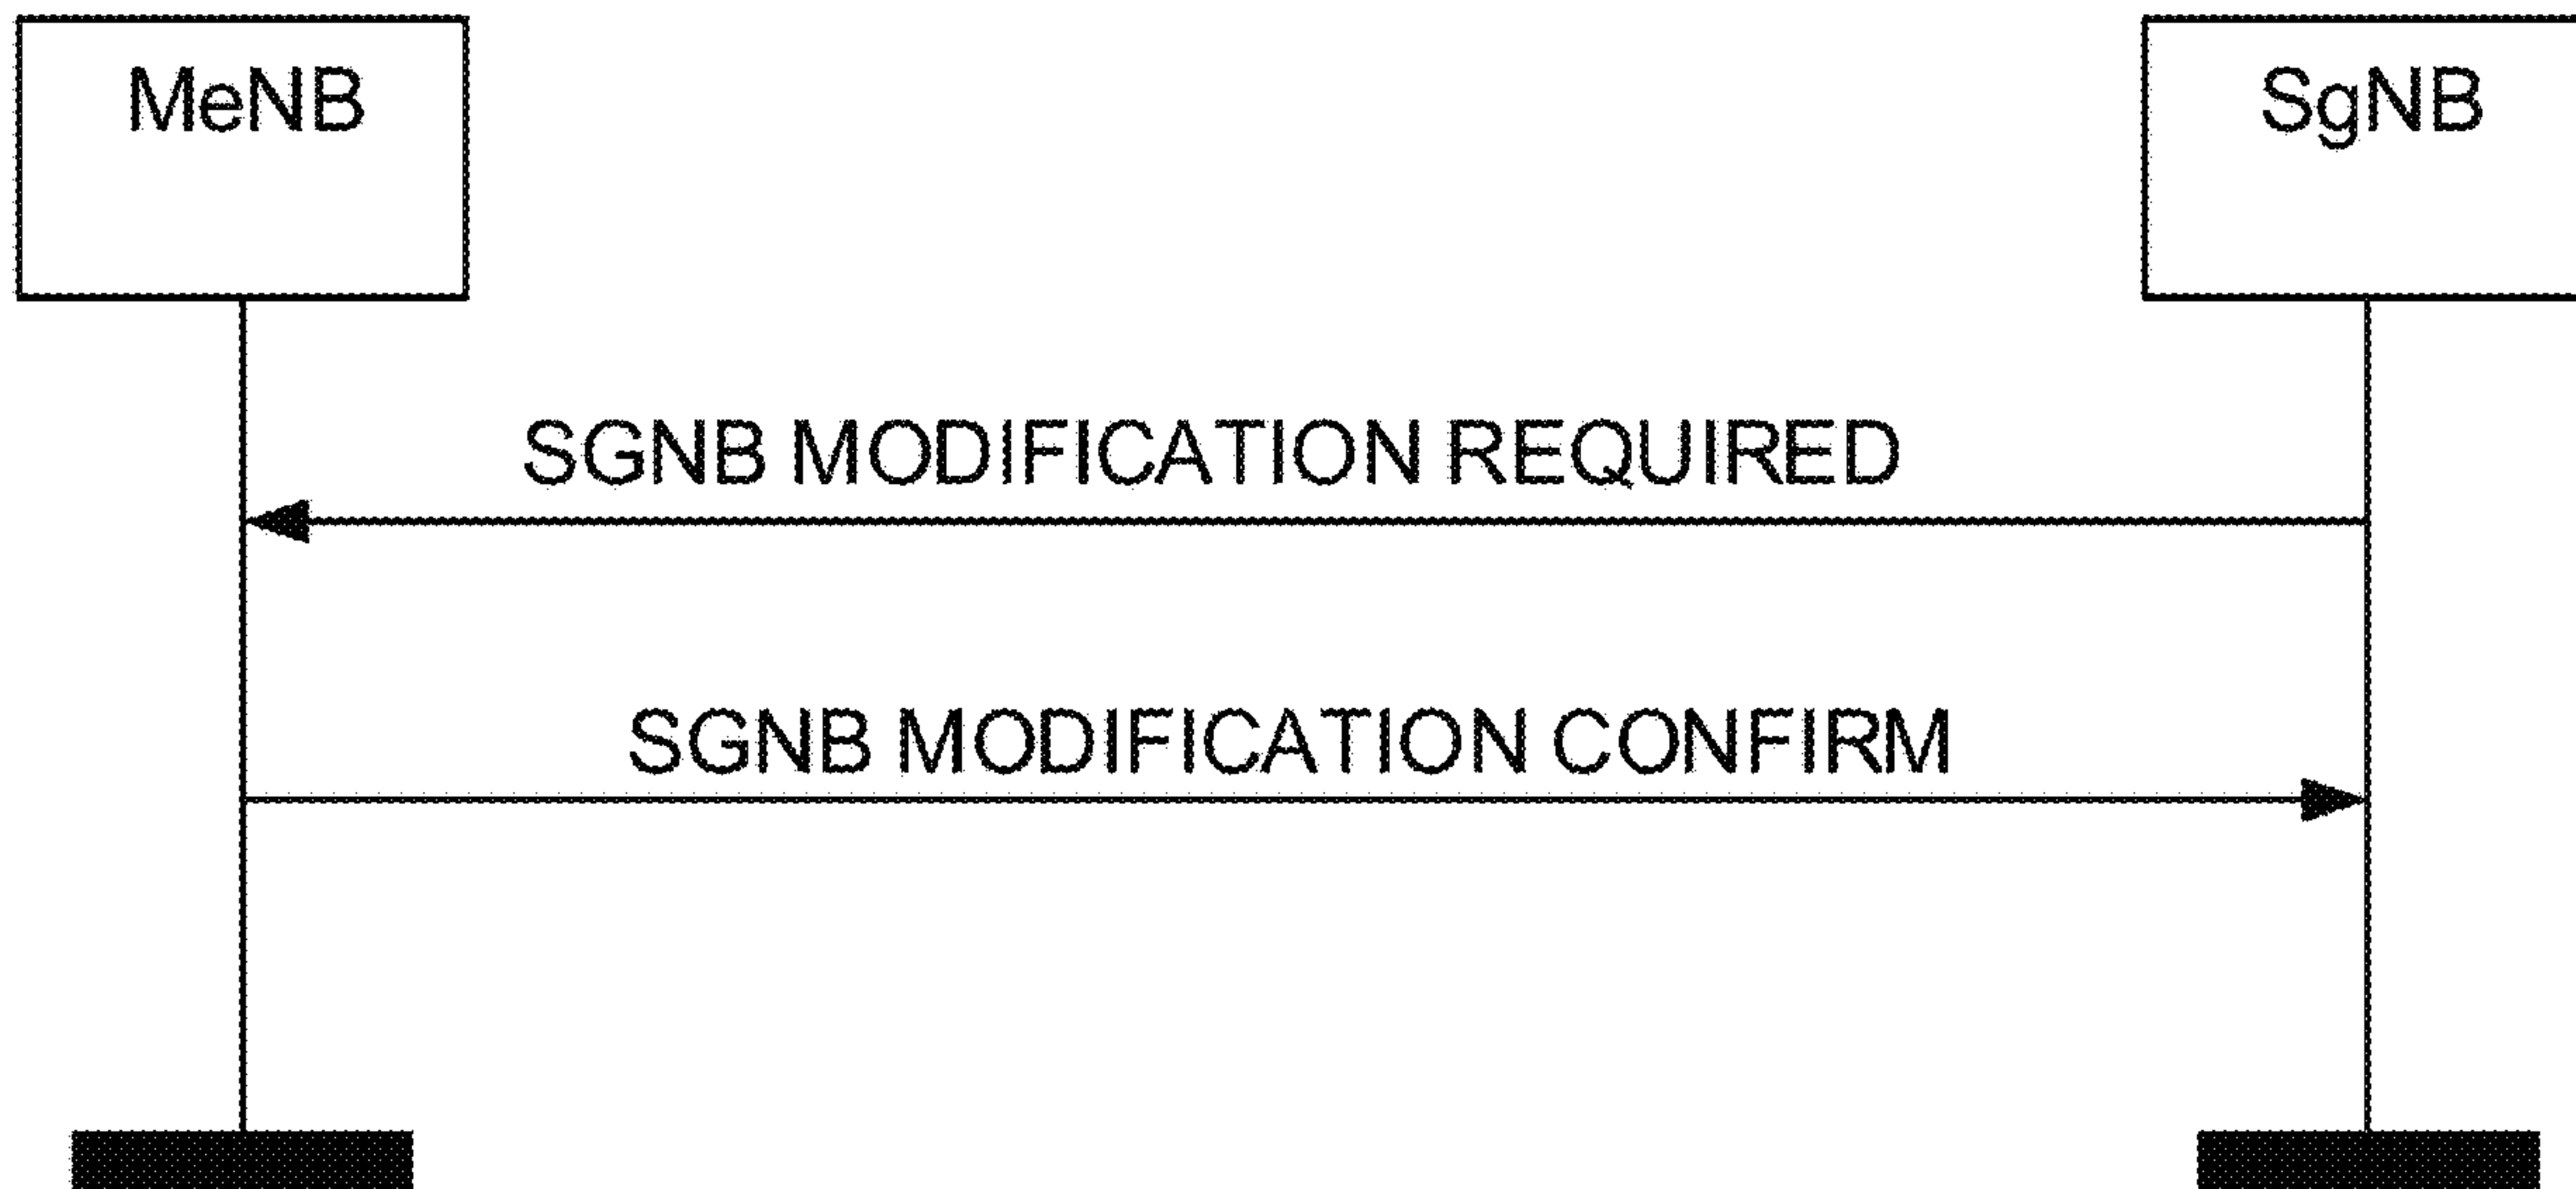 MeNB
SgNB
SGNB MODIFICATION REQUIRED
SGNB MODIFICATION CONFIRM